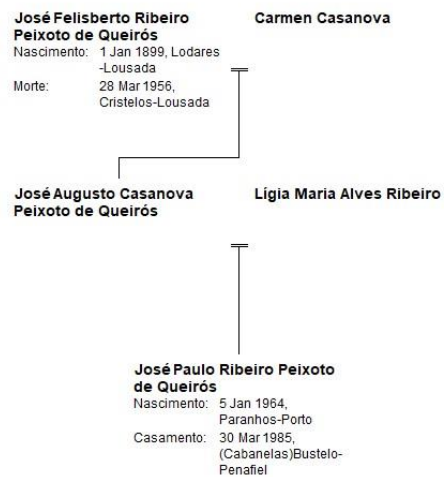 José Felisberto Ribeiro
Peixoto de Queirós
Nascimento: 1 Jan 1899, Lodares
-Lousada
Morte: 28 Mar 1956,
Cristelos-Lousada
Carmen Casanova
José Augusto Casanova
Peixoto de Queirós
Lígia Maria Alves Ribeiro
José Paulo Ribeiro Peixoto
de Queirós
Nascimento: 5 Jan 1964,
Paranhos-Porto
Casamento: 30 Mar 1985,
(Cabanelas)Bustelo-
Penafiel